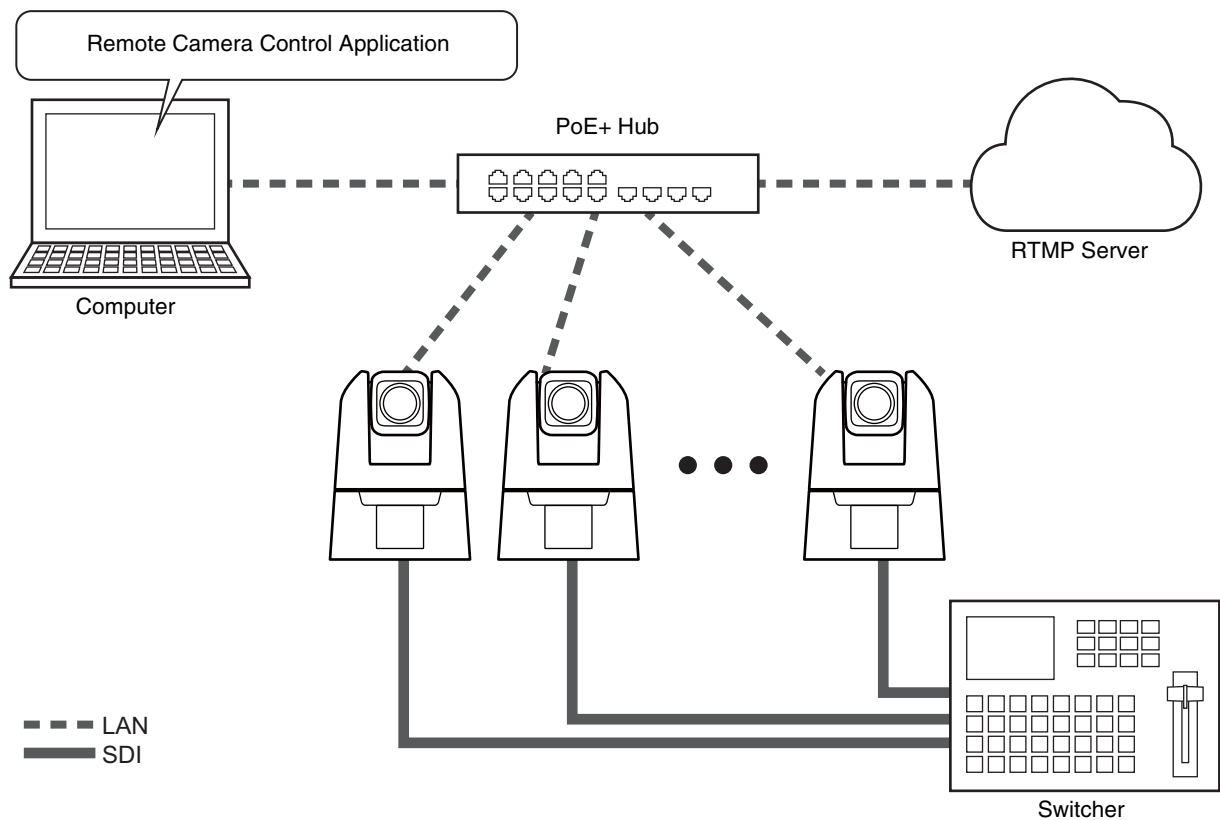 Remote Camera Control Application
PoE+ Hub
RTMP Server
Computer
LAN
SDI
Switcher